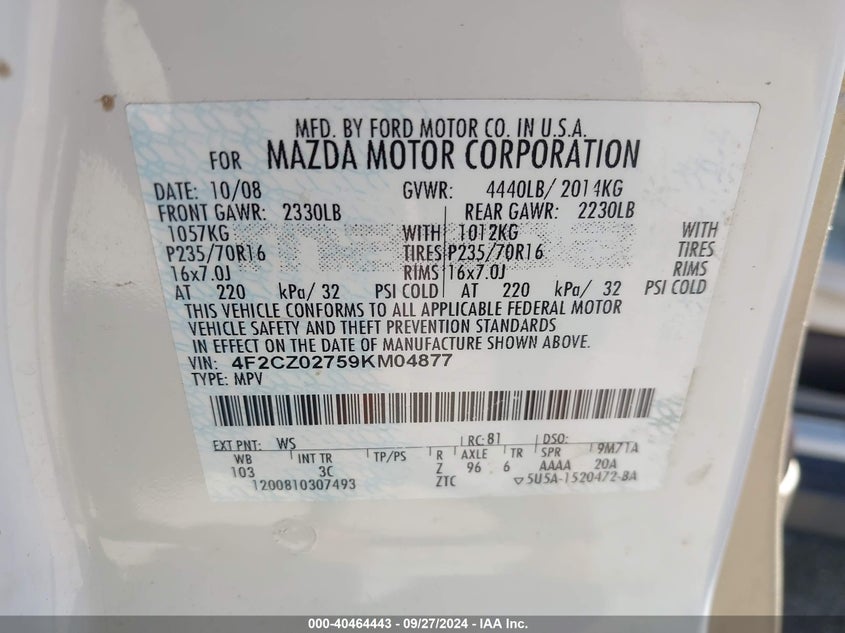 MFD. BY FORD MOTOR CO. IN U.S.A.
FOR MAZDA MOTOR CORPORATION
DATE: 10/08 GVWR: 4440LB/ 2014KG
FRONT GAWR: 2330LB REAR GAWR: 2230LB
1057KG WITH 1012KG WITH
P235/70R16 TIRES P235/70R16 TIRES
16x7.0J RIMS 16x7.0J RIMS
AT 220 kPa/ 32 PSI COLD AT 220 kPa/ 32 PSI COLD
THIS VEHICLE CONFORMS TO ALL APPLICABLE FEDERAL MOTOR
VEHICLE SAFETY AND THEFT PREVENTION STANDARDS
IN EFFECT ON THE DATE OF MANUFACTURE SHOWN ABOVE.
VIN: 4F2CZ02759KM04877
TYPE: MPV
EXT PNT: WS RC: 81 DSO: 9M71A
WB INT TR TP/PS R AXLE TR SPR
103 3C Z 96 6 AAAA 20A
1200810307493 ZTC 5U5A-1520472-BA
000-40464443 - 09/27/2024 - IAA Inc.